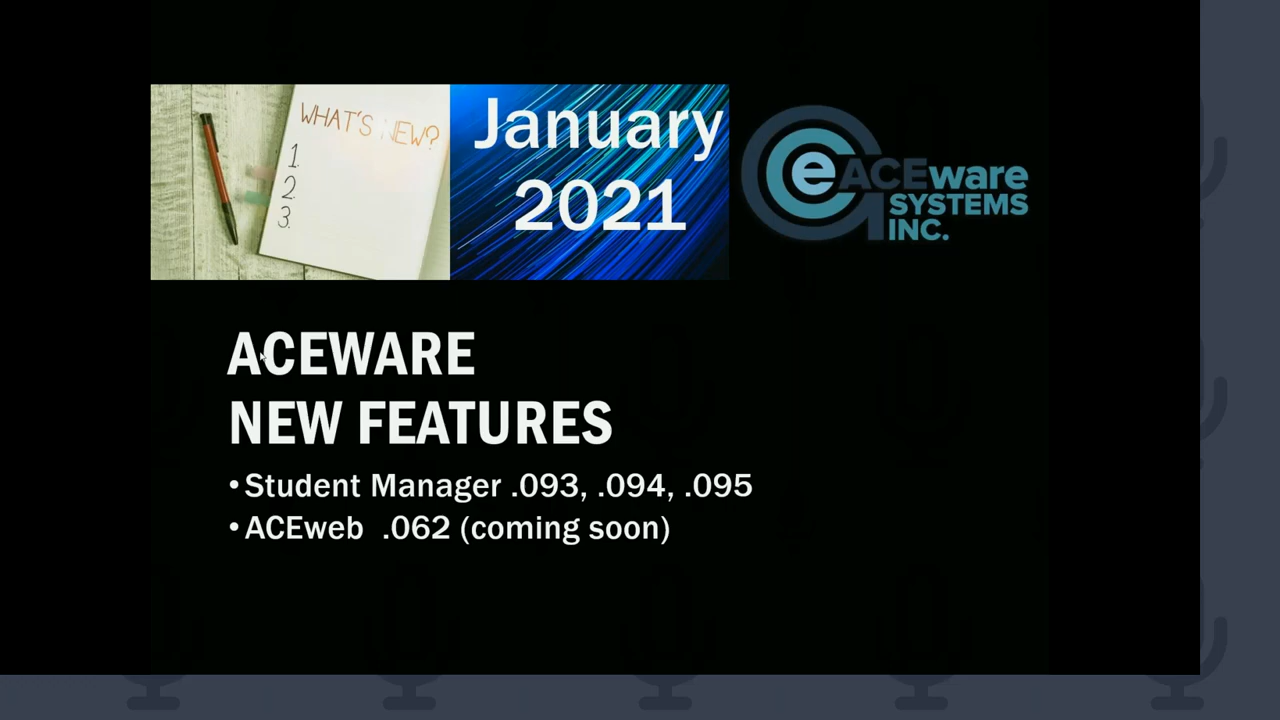 WHAT'S NEW?
1.
2.
3.
January
2021
e ACEware
SYSTEMS
INC.
ACEWARE
NEW FEATURES
• Student Manager .093, .094, .095
• ACEweb .062 (coming soon)